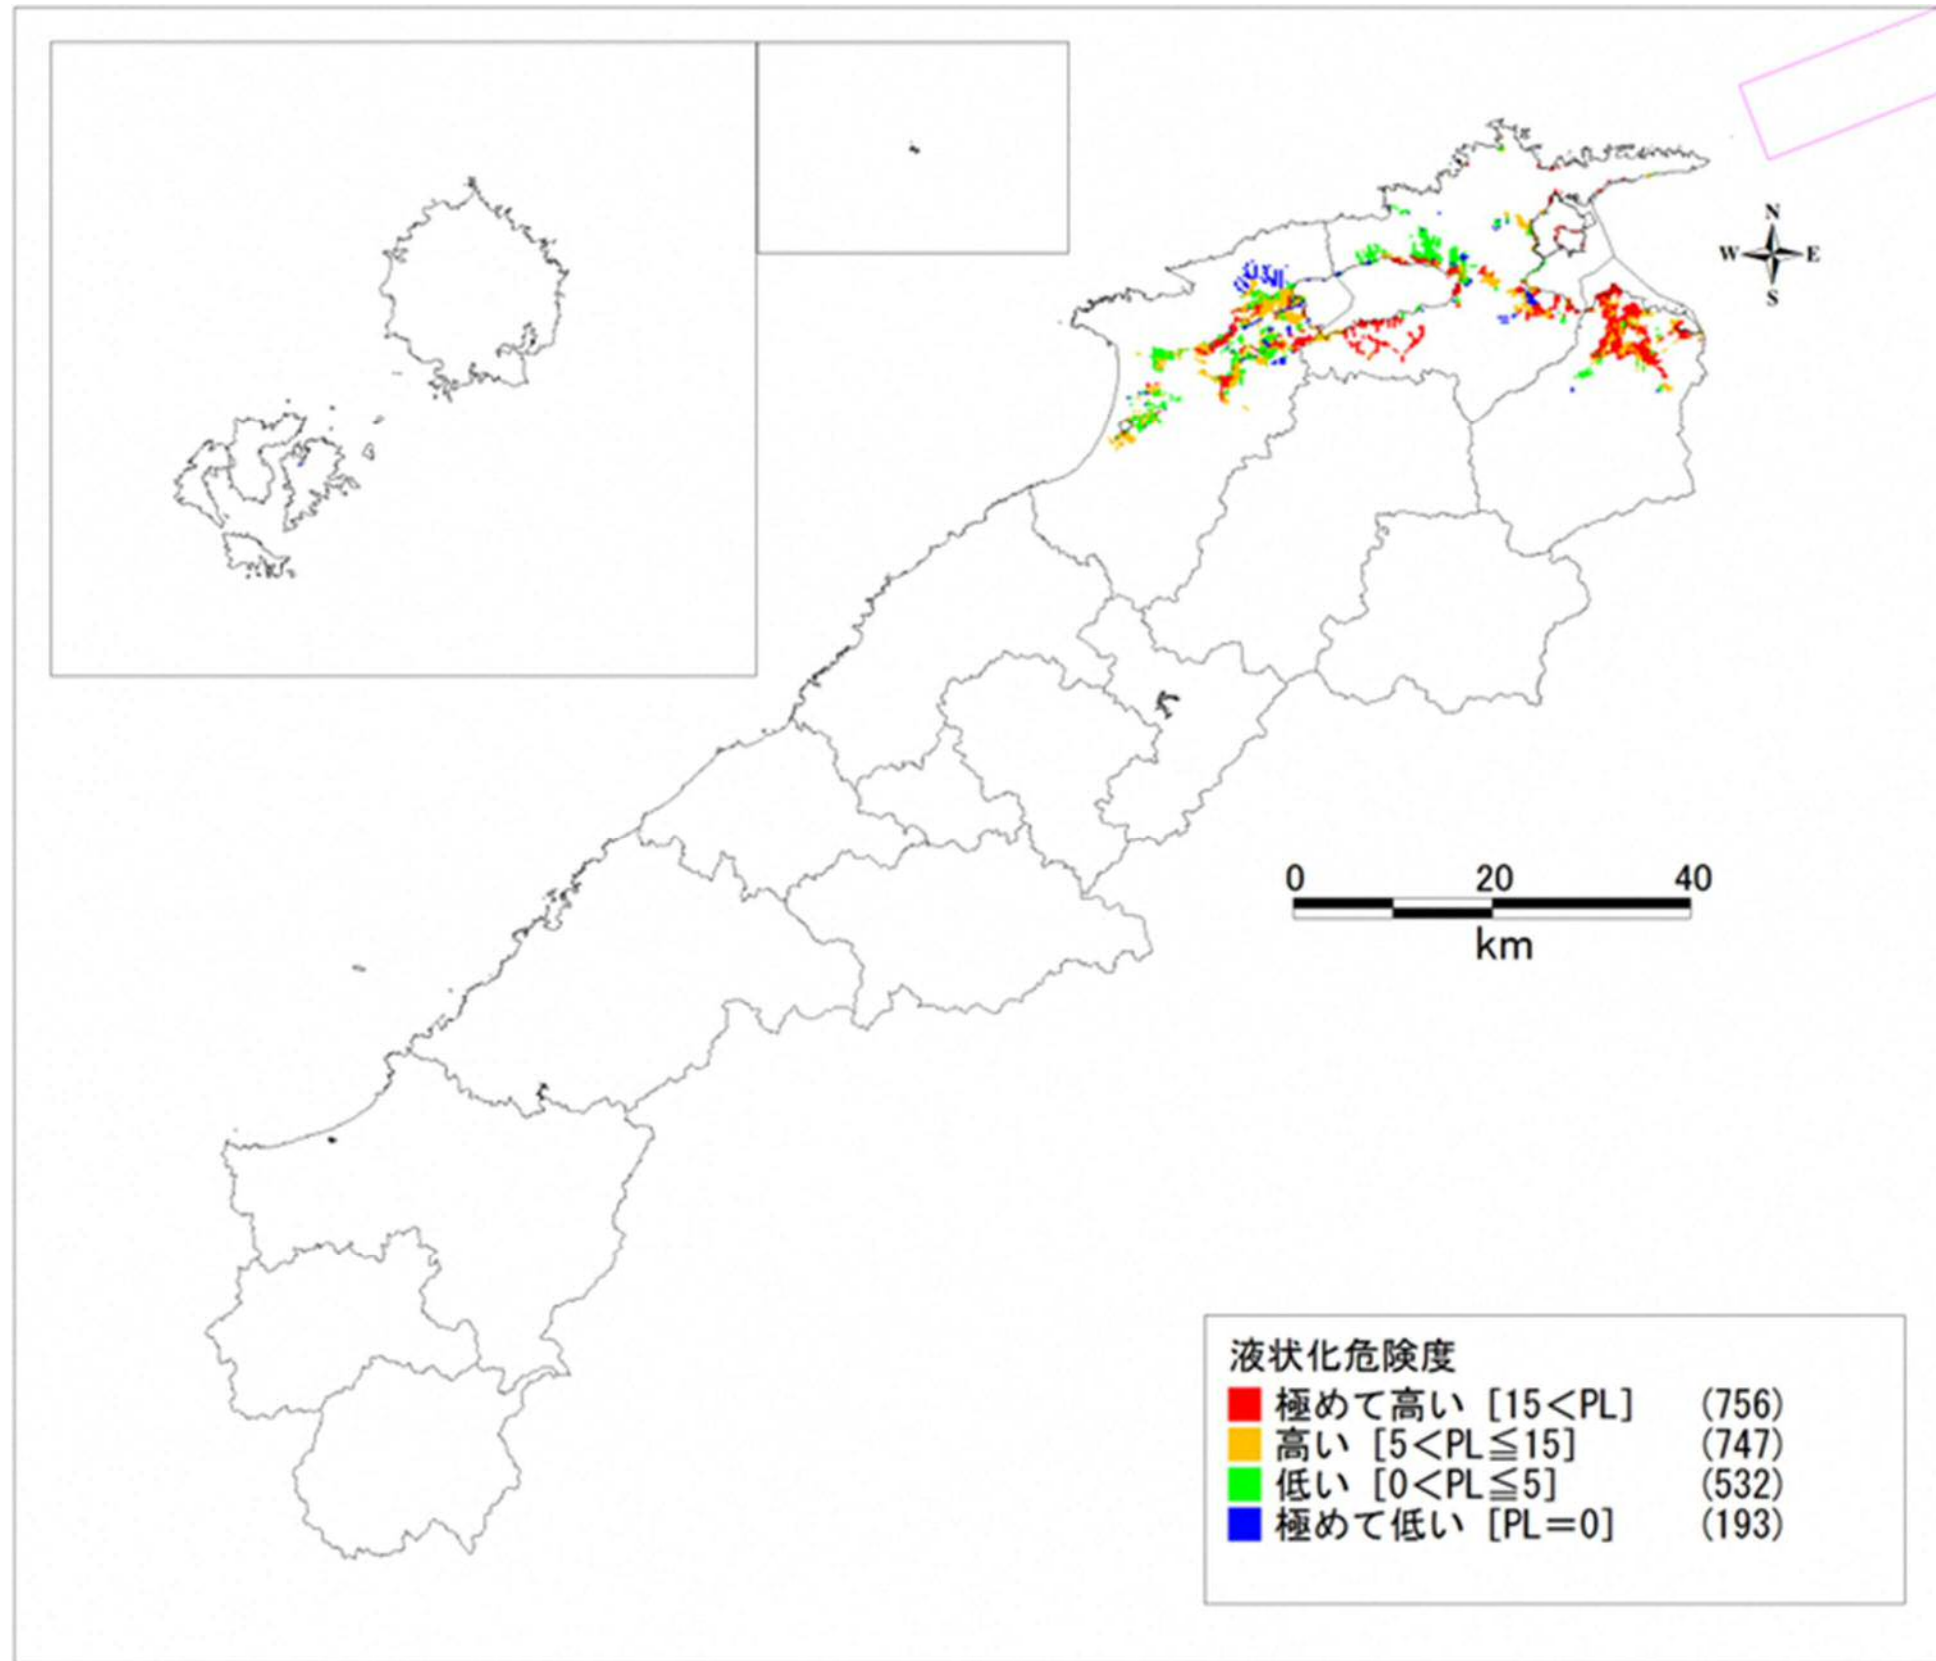 N
W E
S
0 20 40
km
液状化危険度
極めて高い [15＜PL] (756)
高い [5＜PL≦15] (747)
低い [0＜PL≦5] (532)
極めて低い [PL＝0] (193)